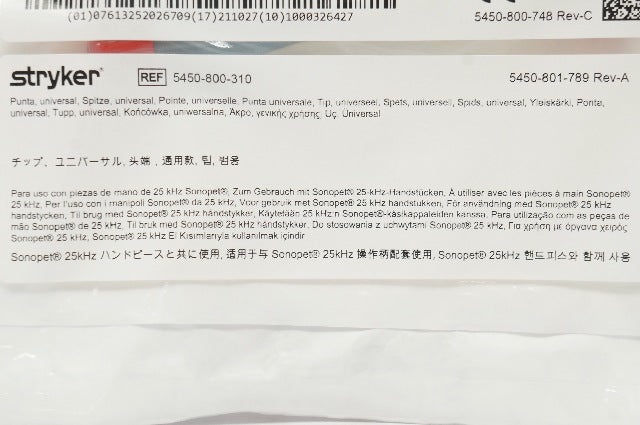 (01)07613252026709(17)211027(10)1000326427
5450-800-748 Rev-C
stryker® REF 5450-800-310
5450-801-789 Rev-A
Punta, universal, Spitze, universal, Pointe, universelle, Punta universale, Tip, universeel, Spets, universell, Spids, universal, Yleiskärki, Ponta,
universal, Tupp, universal, Końcówka, uniwersalna, Άκρο, γενικής χρήσης, Uç, Üniversal
チップ、ユニバーサル, 头端，通用款, 팁, 범용
Para uso con piezas de mano de 25 kHz Sonopet®, Zum Gebrauch mit Sonopet® 25-kHz-Handstücken, À utiliser avec les pièces à main Sonopet®
25 kHz, Per l'uso con i manipoli Sonopet® da 25 kHz, Voor gebruik met Sonopet® 25 kHz handstukken, För användning med Sonopet® 25 kHz
handstycken, Til brug med Sonopet® 25 kHz håndstykker, Käytetään 25 kHz:n Sonopet®-käsikappaleiden kanssa, Para utilização com as peças de
mão Sonopet® de 25 kHz, Til bruk med Sonopet® 25 kHz håndstykker, Do stosowania z uchwytami Sonopet® 25 kHz, Για χρήση με όργανα χειρός
Sonopet® 25 kHz, Sonopet® 25 kHz El Kısımlarıyla kullanılmak içindir
Sonopet® 25kHz ハンドピースと共に使用, 适用于与 Sonopet® 25kHz 操作柄配套使用, Sonopet® 25kHz 핸드피스와 함께 사용